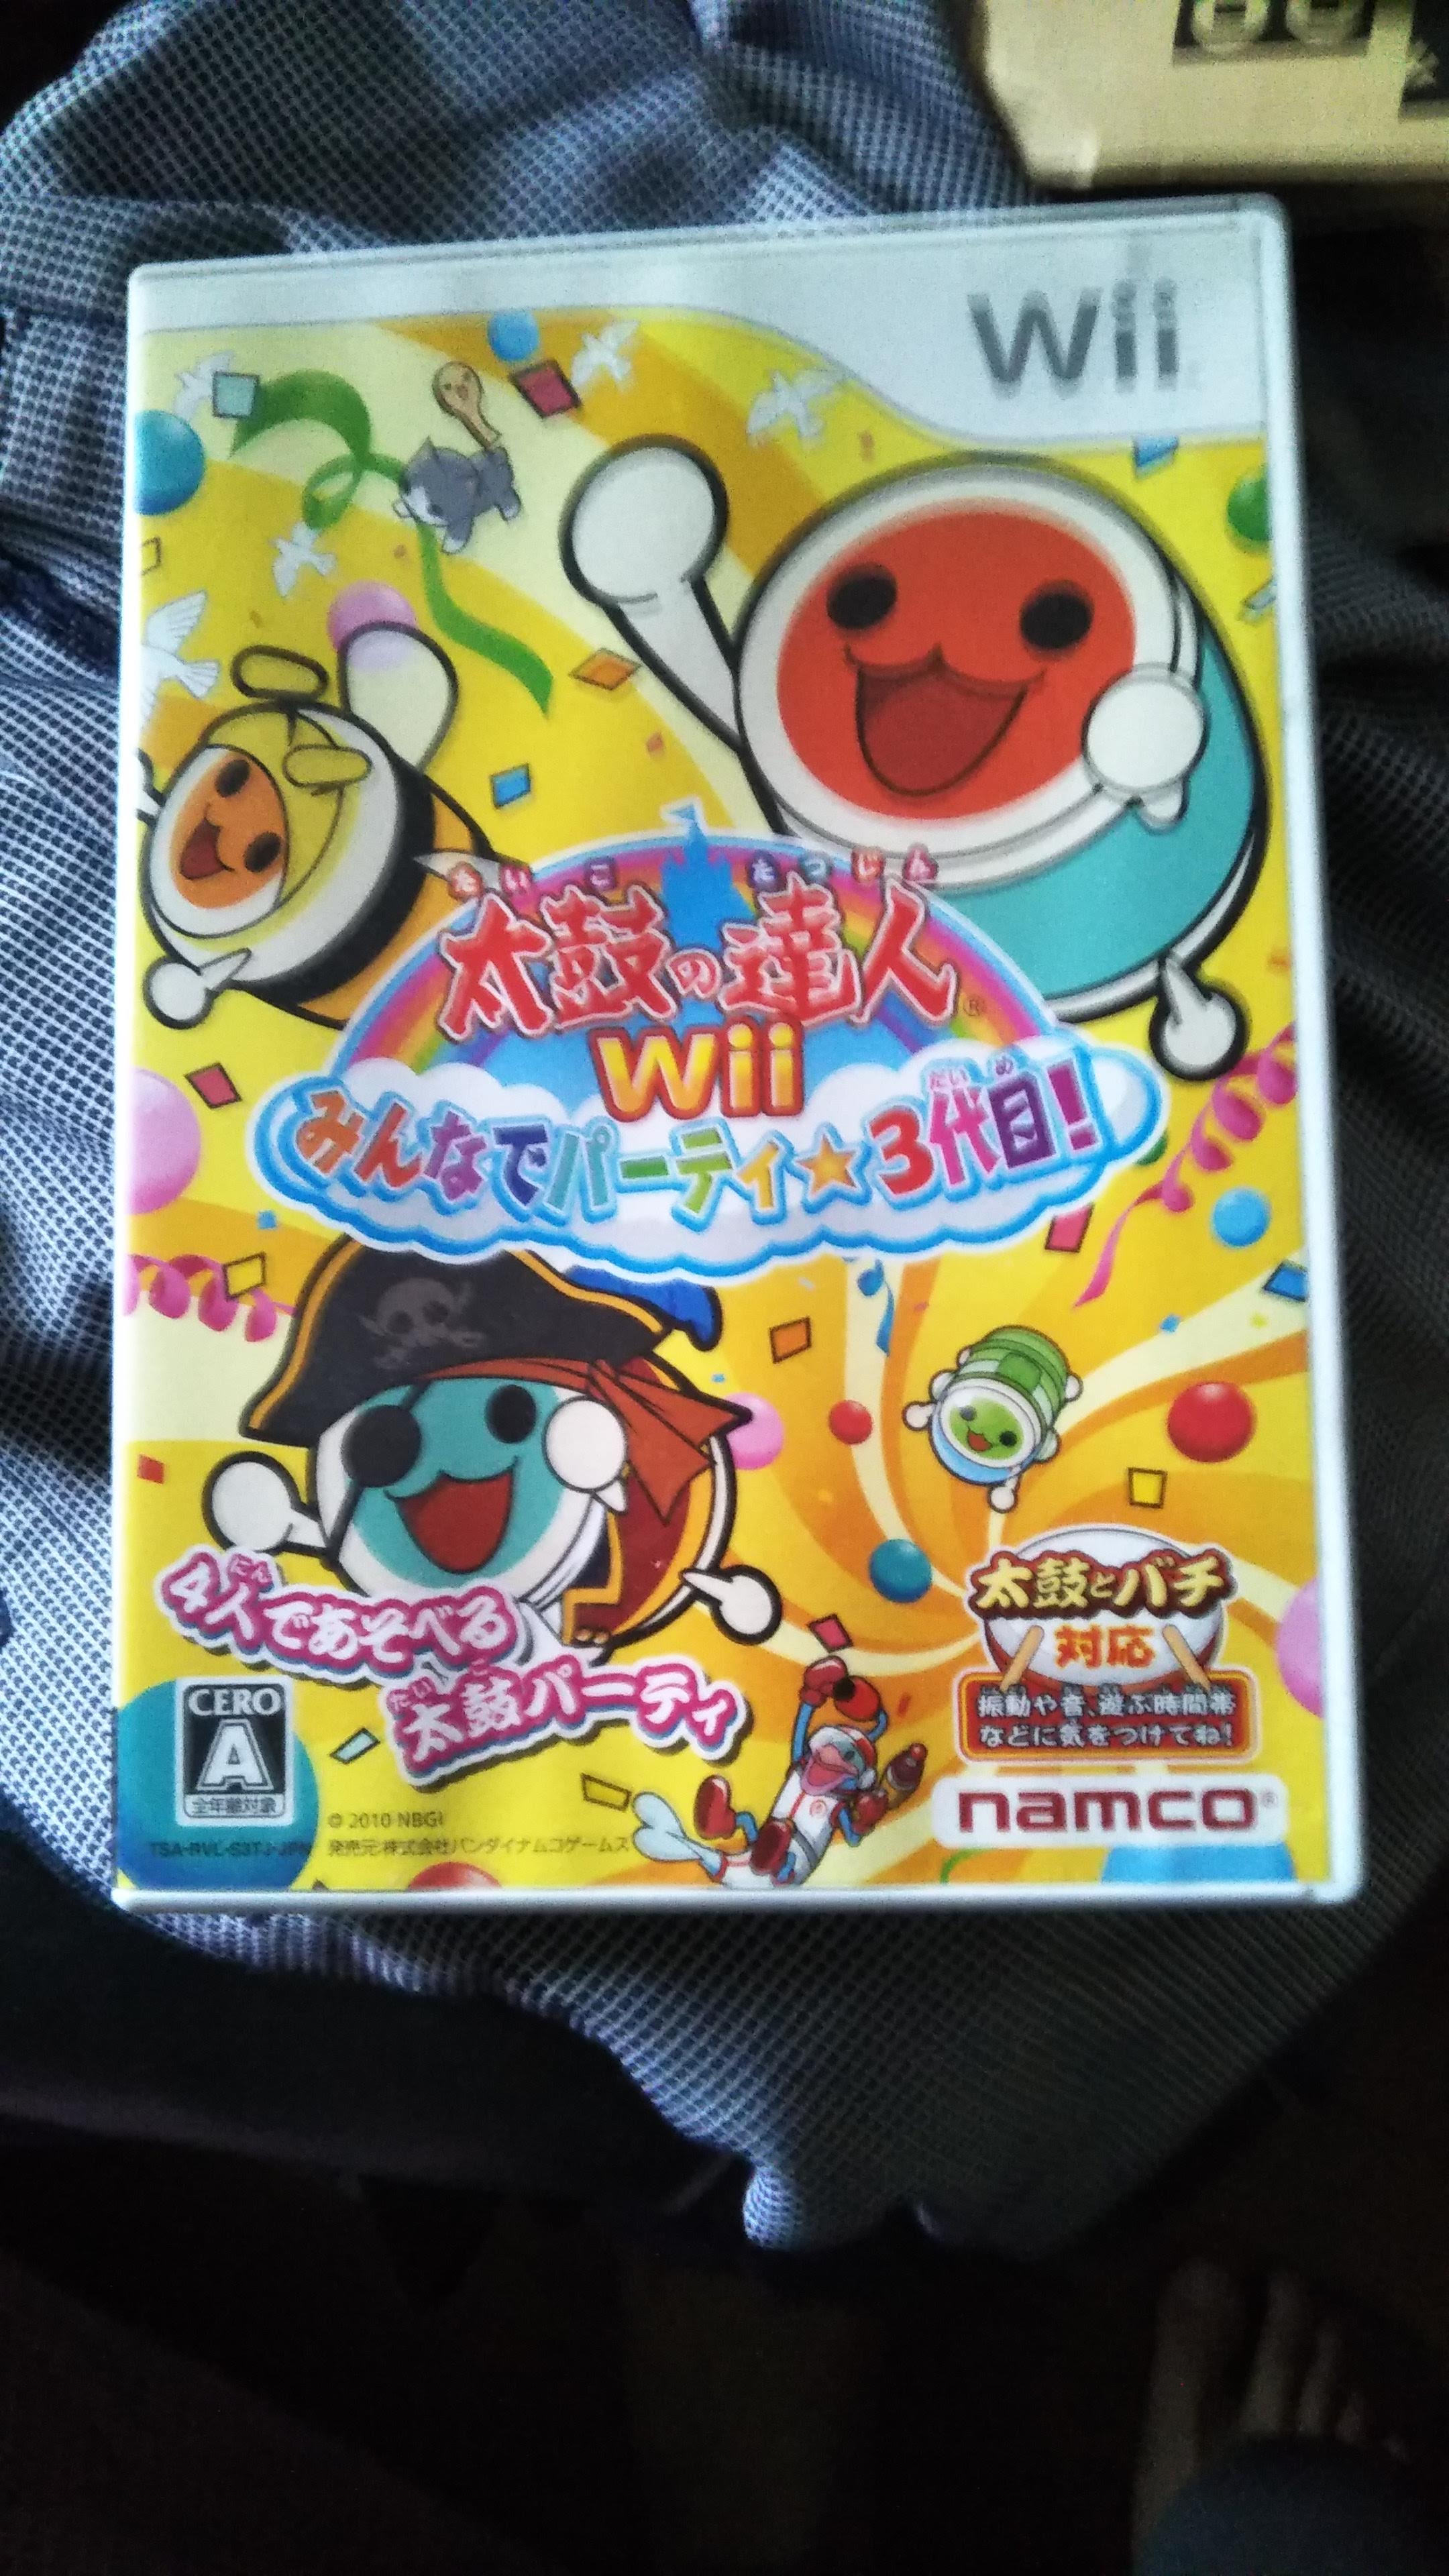 Wii
たいこ たつじん
太鼓の達人®
Wii
だいめ
みんなでパーティ☆3代目!
にん
4人であそべる
たいこ
太鼓パーティ
太鼓とバチ
対応
振動や音、遊ぶ時間帯
などに気をつけてね!
CERO
A
全年齢対象
© 2010 NBGI
TSA-RVL-S3TJ-JPN 発売元:株式会社バンダイナムコゲームス
namco®